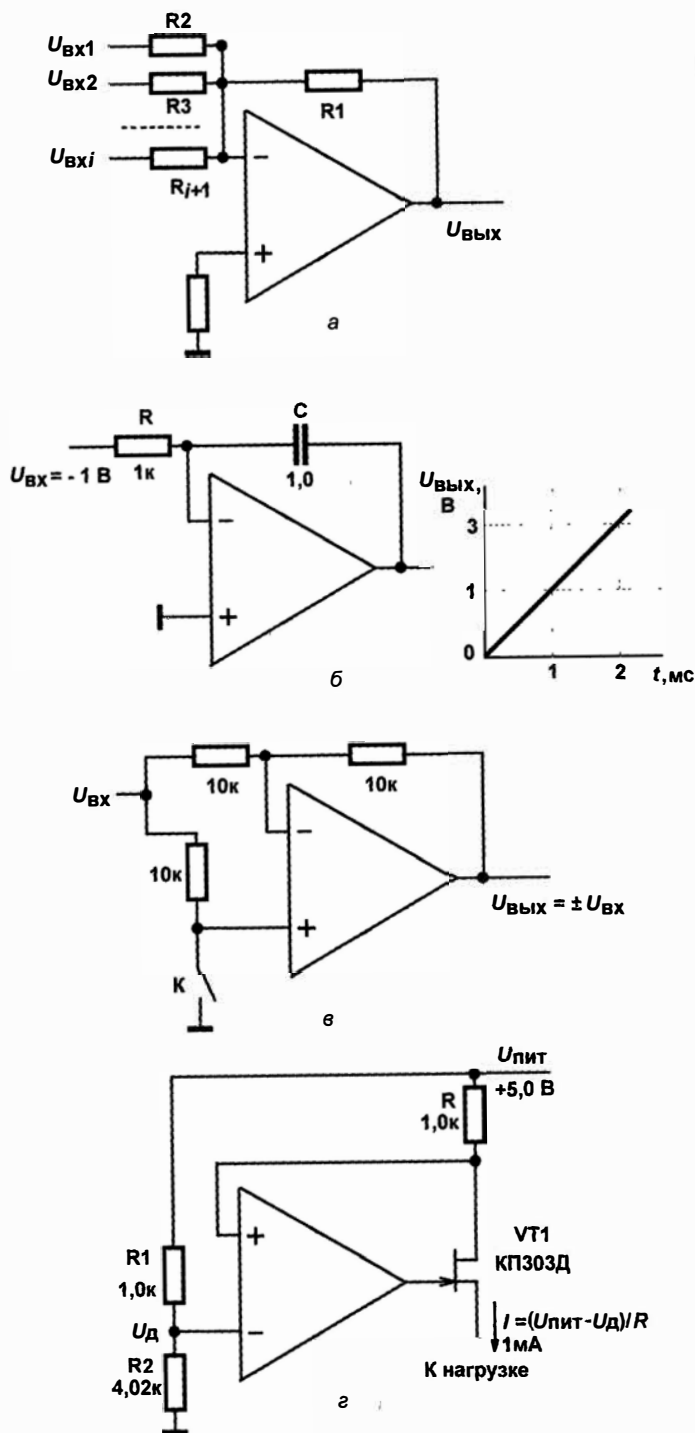 R2
Uвх1
Uвх2
R3
R1
Uвхi
Ri+1
−
+
Uвых
а
R
C
Uвх = - 1 В
1к
1,0
−
+
Uвых,
В
3
1
0
1
2
t,мс
б
10к
10к
Uвх
10к
−
+
Uвых = ± Uвх
К
в
Uпит
+5,0 В
R
1,0к
+
VT1
КП303Д
R1
1,0к
Uд
−
I =(Uпит-Uд)/R
1мА
R2
4,02к
К нагрузке
г